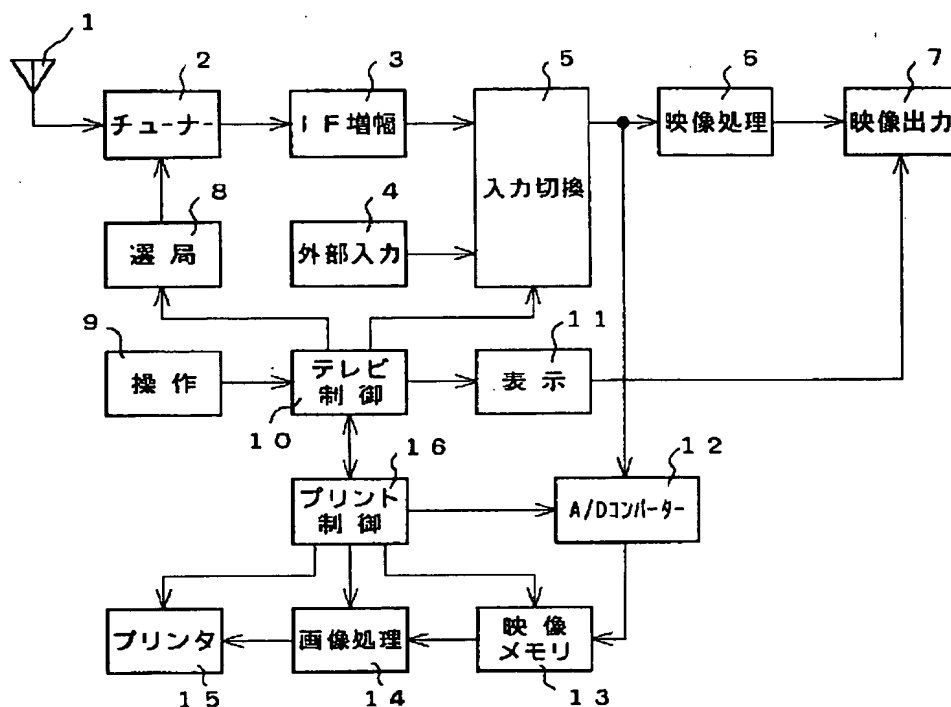 1
2
チューナー
3
IF増幅
5
入力切換
6
映像処理
7
映像出力
8
選局
4
外部入力
9
操作
テレビ
制御
10
11
表示
16
プリント
制御
12
A/Dコンバーター
プリンタ
15
画像処理
14
映像
メモリ
13